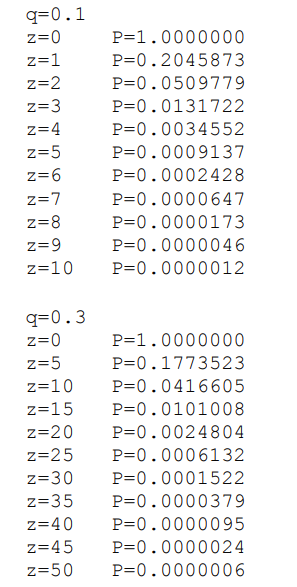 q=0.1
z=0 P=1.0000000
z=1 P=0.2045873
z=2 P=0.0509779
z=3 P=0.0131722
z=4 P=0.0034552
z=5 P=0.0009137
z=6 P=0.0002428
z=7 P=0.0000647
z=8 P=0.0000173
z=9 P=0.0000046
z=10 P=0.0000012
q=0.3
z=0 P=1.0000000
z=5 P=0.1773523
z=10 P=0.0416605
z=15 P=0.0101008
z=20 P=0.0024804
z=25 P=0.0006132
z=30 P=0.0001522
z=35 P=0.0000379
z=40 P=0.0000095
z=45 P=0.0000024
z=50 P=0.0000006